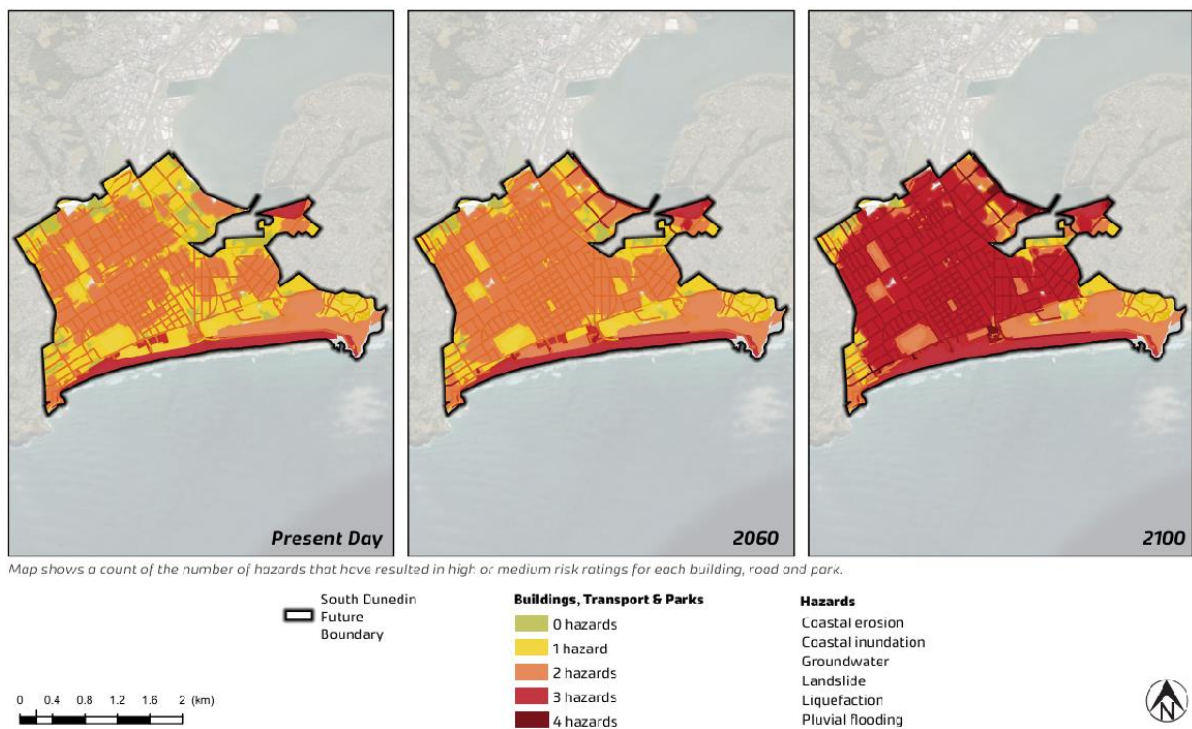 Present Day
2060
2100
Map shows a count of the number of hazards that have resulted in high or medium risk ratings for each building, road and park.
South Dunedin
Future
Boundary
Buildings, Transport & Parks
0 hazards
1 hazard
2 hazards
3 hazards
4 hazards
Hazards
Coastal erosion
Coastal inundation
Groundwater
Landslide
Liquefaction
Pluvial flooding
0 0.4 0.8 1.2 1.6 2 (km)
N